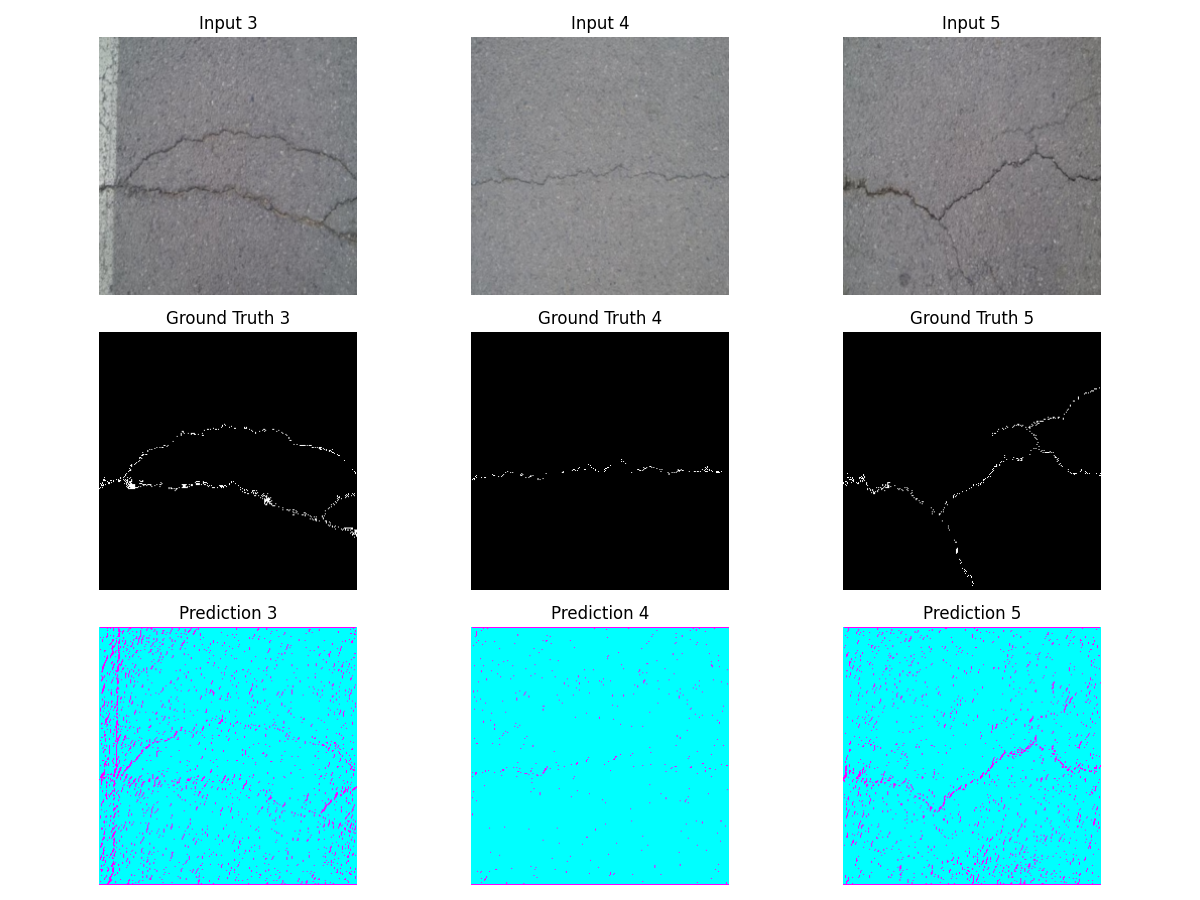 Input 3
Input 4
Input 5
Ground Truth 3
Ground Truth 4
Ground Truth 5
Prediction 3
Prediction 4
Prediction 5